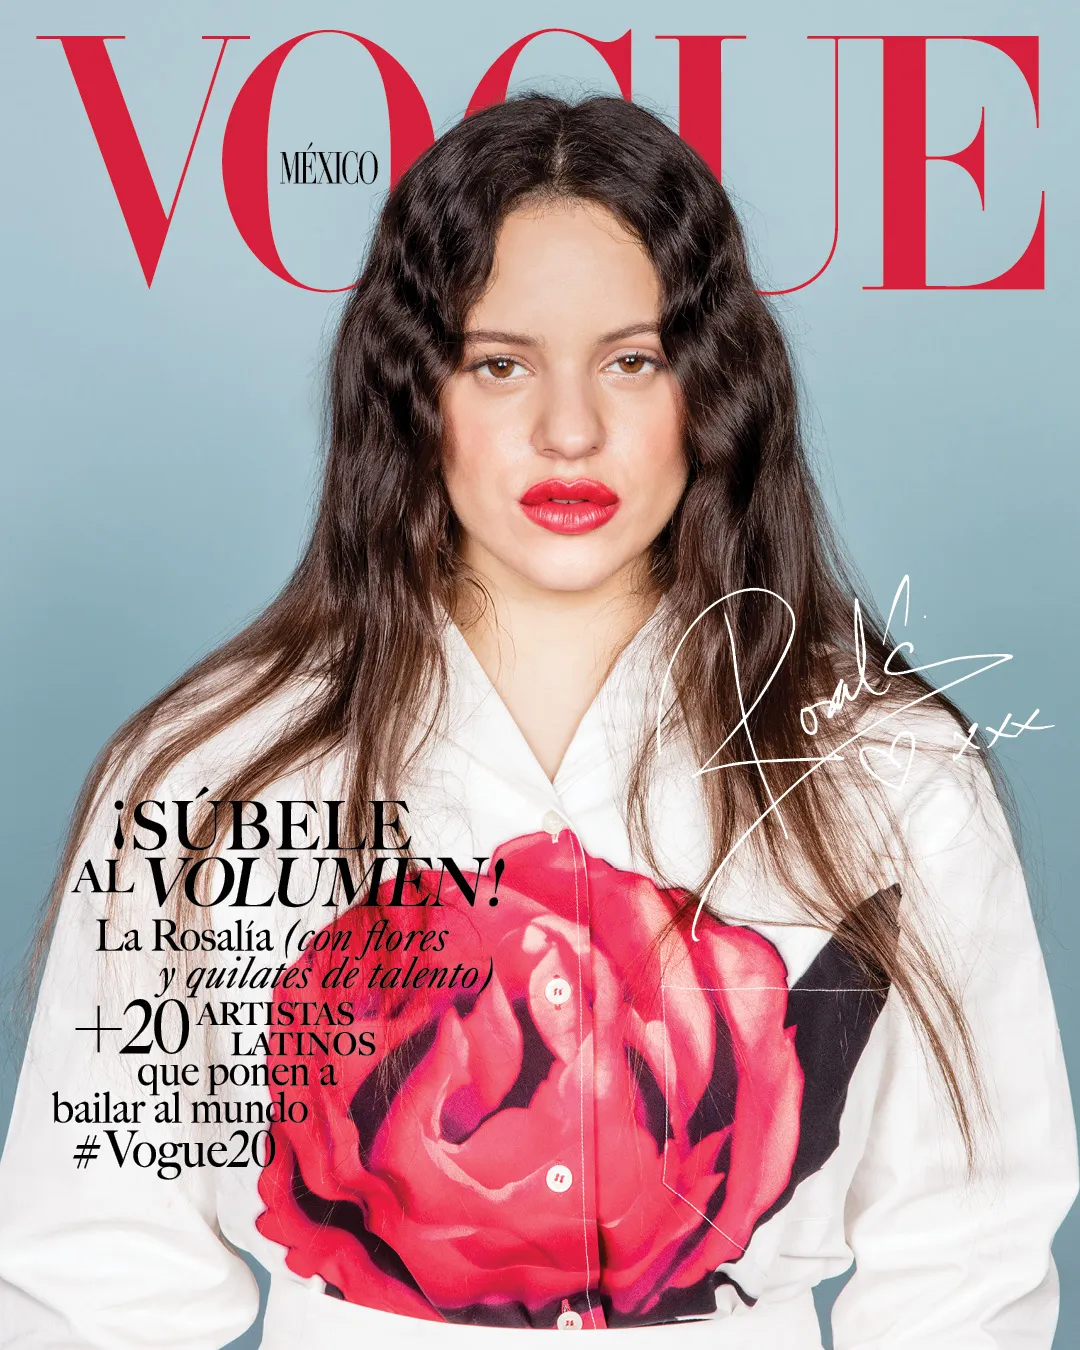 VOGUE
MÉXICO
Rosalía
xxx
¡SÚBELE
AL VOLUMEN!
La Rosalía (con flores
y quilates de talento)
+20 ARTISTAS
LATINOS
que ponen a
bailar al mundo
#Vogue20